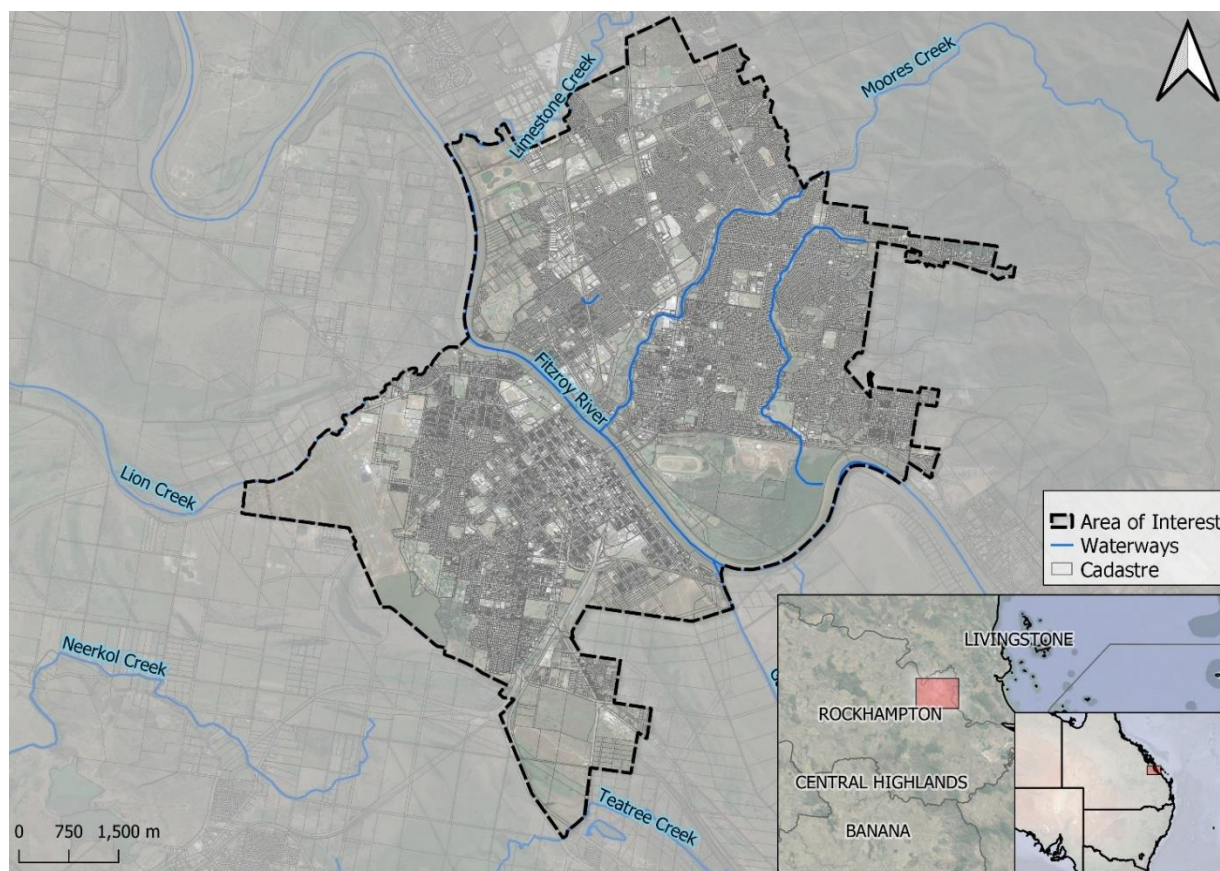 Moores Creek
Limestone Creek
Fitzroy River
Lion Creek
Area of Interest
Waterways
Cadastre
LIVINGSTONE
Neerkol Creek
ROCKHAMPTON
CENTRAL HIGHLANDS
Teatree Creek
BANANA
0 750 1,500 m